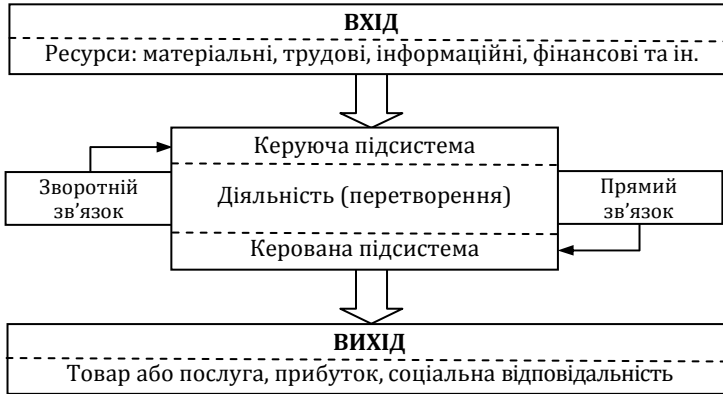 ВХІД
Ресурси: матеріальні, трудові, інформаційні, фінансові та ін.
Керуюча підсистема
Зворотній
зв’язок
Діяльність (перетворення)
Прямий
зв’язок
Керована підсистема
ВИХІД
Товар або послуга, прибуток, соціальна відповідальність